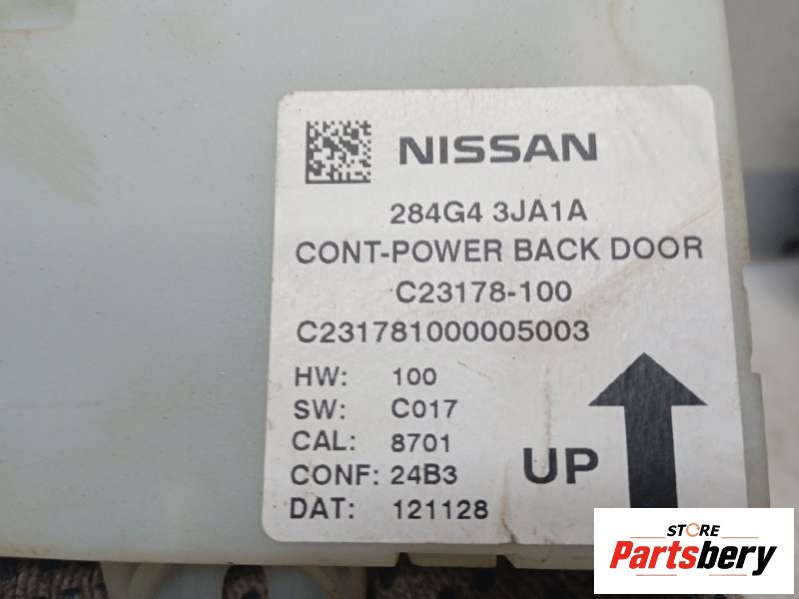 NISSAN
284G4 3JA1A
CONT-POWER BACK DOOR
C23178-100
C231781000005003
HW: 100
SW: C017
CAL: 8701
CONF: 24B3
DAT: 121128
UP
STORE
Partsbery